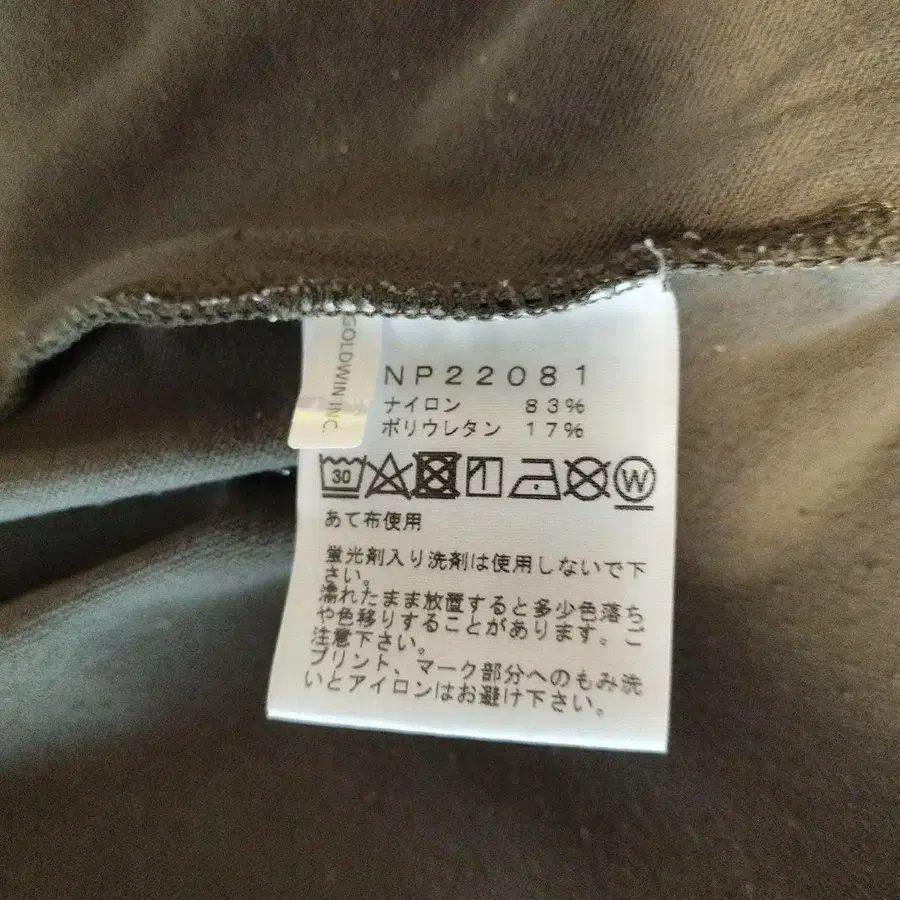 GOLDWIN INC.
NP22081
ナイロン 83%
ポリウレタン 17%
30
W
あて布使用
蛍光剤入り洗剤は使用しないで下
さい。
濡れたまま放置すると多少色落ち
や色移りすることがあります。ご
注意下さい。
プリント、マーク部分へのもみ洗
いとアイロンはお避け下さい。